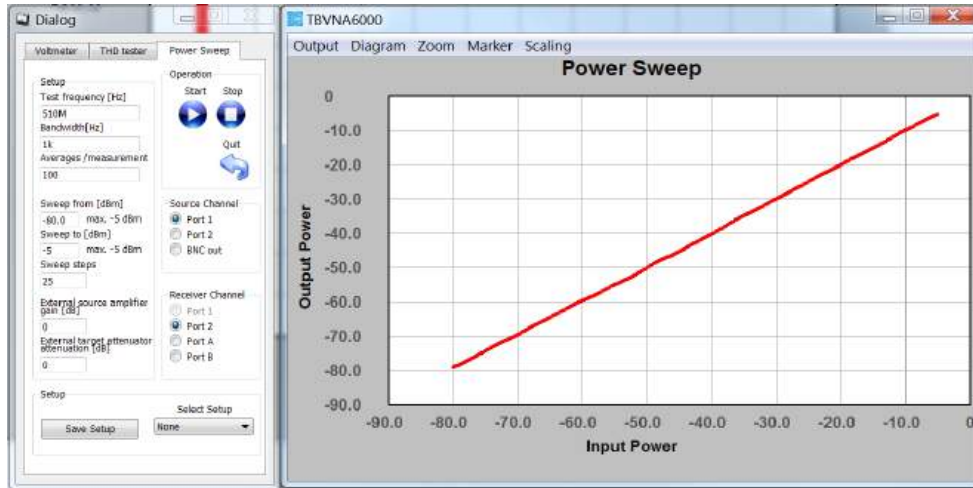 Dialog
Voltmeter THD tester Power Sweep
Setup
Test frequency [Hz]
510M
Bandwidth[Hz]
1k
Averages /measurement
100
Sweep from [dBm]
-80.0 max. -5 dBm
Sweep to [dBm]
-5 max. -5 dBm
Sweep steps
25
External source amplifier
gain [dB]
0
External target attenuator
attenuation [dB]
0
Operation
Start Stop
Quit
Source Channel
Port 1
Port 2
BNC out
Receiver Channel
Port 1
Port 2
Port A
Port B
Setup
Save Setup
Select Setup
None
TBVNA6000
Output Diagram Zoom Marker Scaling
Power Sweep
0
-10.0
-20.0
-30.0
-40.0
-50.0
-60.0
-70.0
-80.0
-90.0
Output Power
-90.0 -80.0 -70.0 -60.0 -50.0 -40.0 -30.0 -20.0 -10.0 0
Input Power